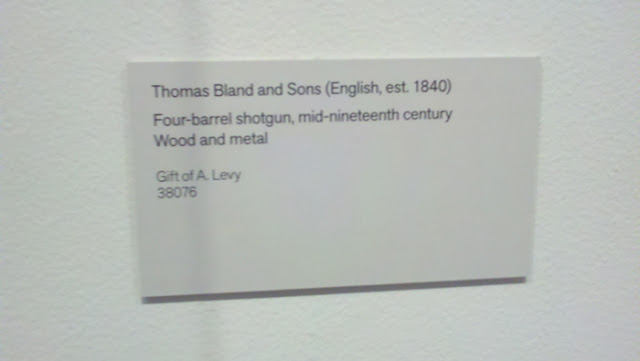 Thomas Bland and Sons (English, est. 1840)
Four-barrel shotgun, mid-nineteenth century
Wood and metal
Gift of A. Levy
38076